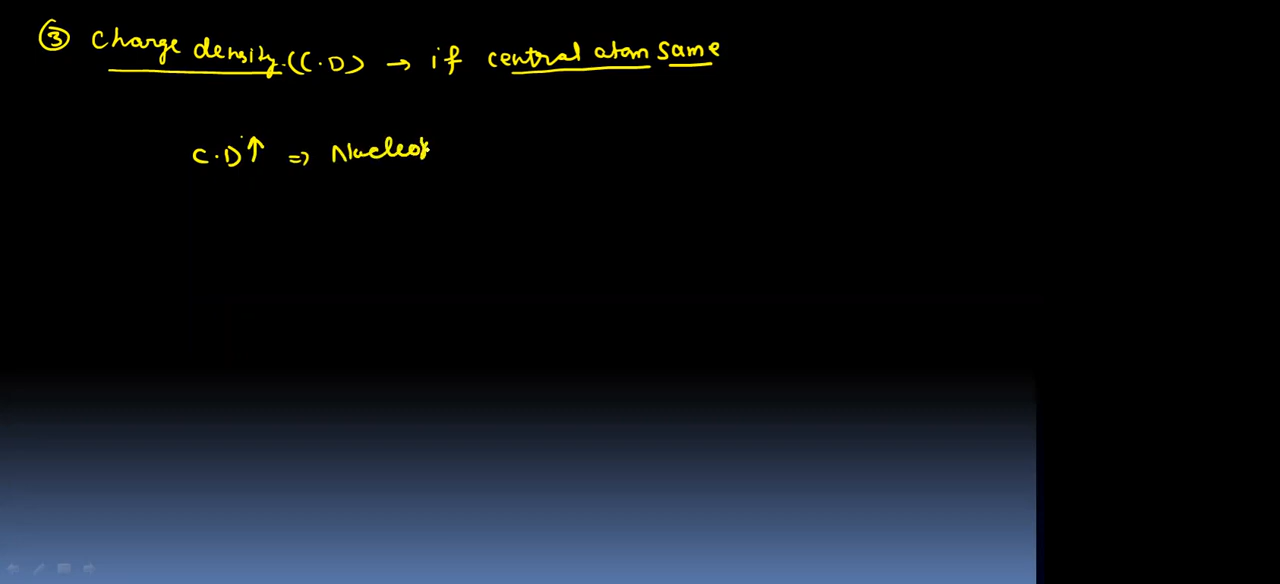 ③ Charge density.(C.D) → if central atom same
C.D↑ ⇒ Nucleo